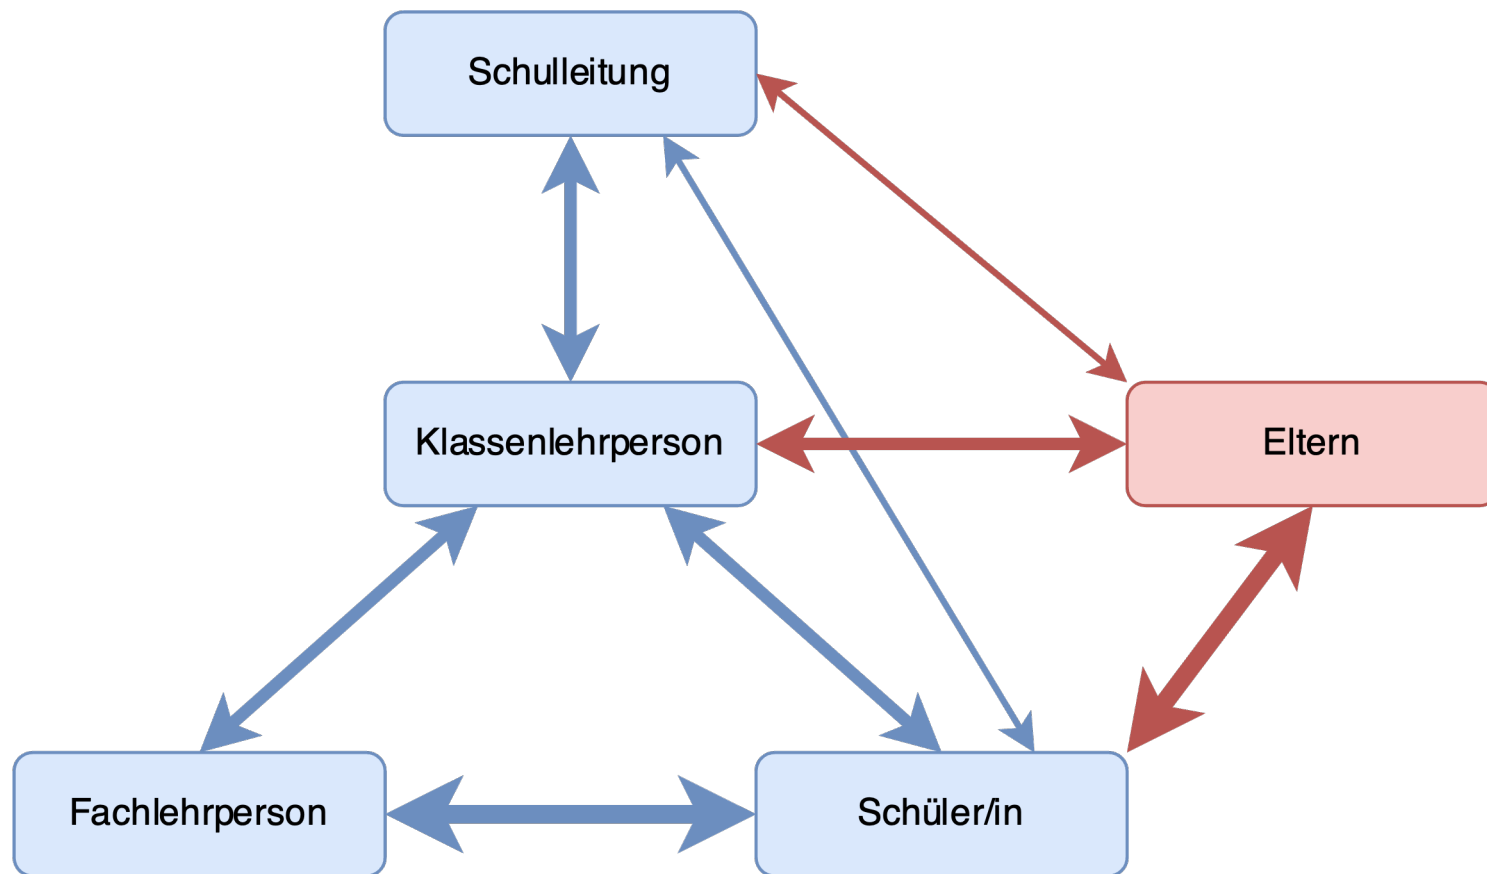 Schulleitung
Klassenlehrperson
Eltern
Fachlehrperson
Schüler/in